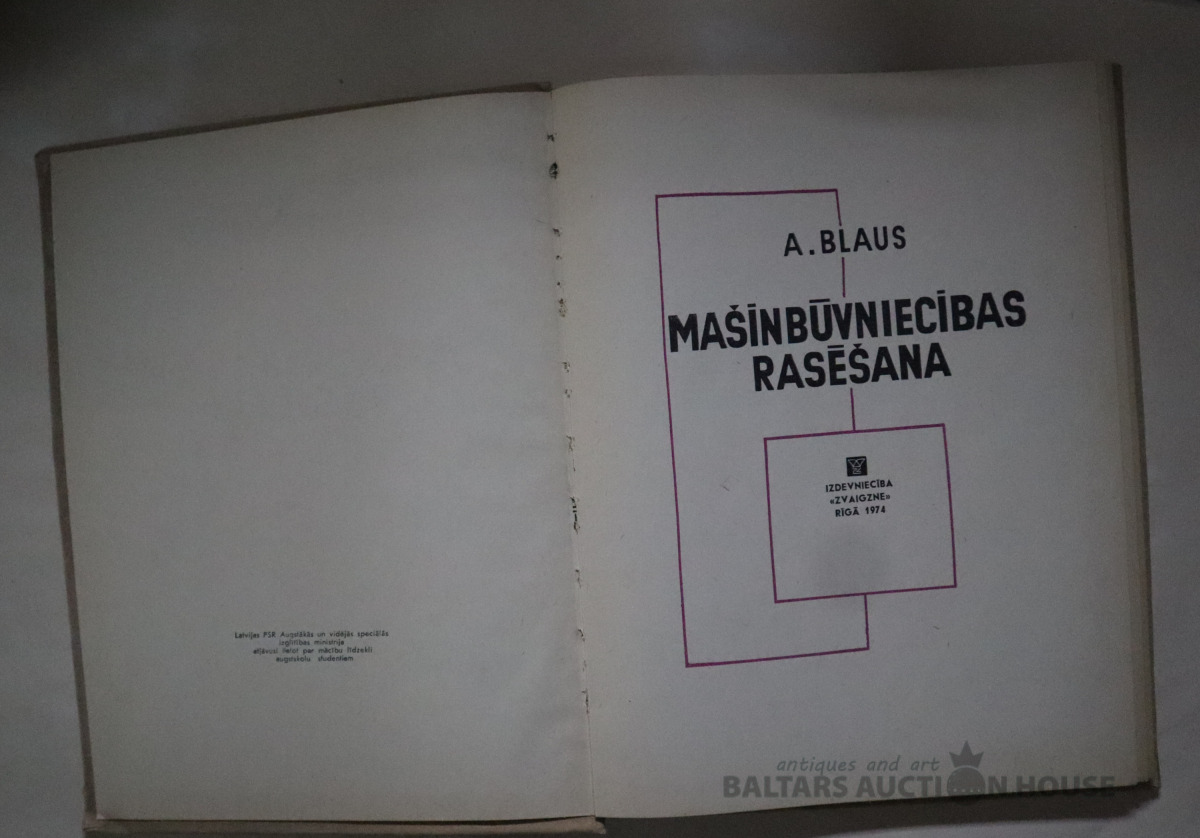 Latvijas PSR Augstākās un vidējās speciālās
izglītības ministrija
atļāvusi lietot par mācību līdzekli
augstskolu studentiem
A. BLAUS
MAŠĪNBŪVNIECĪBAS
RASĒŠANA
IZDEVNIECĪBA
«ZVAIGZNE»
RĪGĀ 1974
antiques and art
BALTARS AUCTION HOUSE